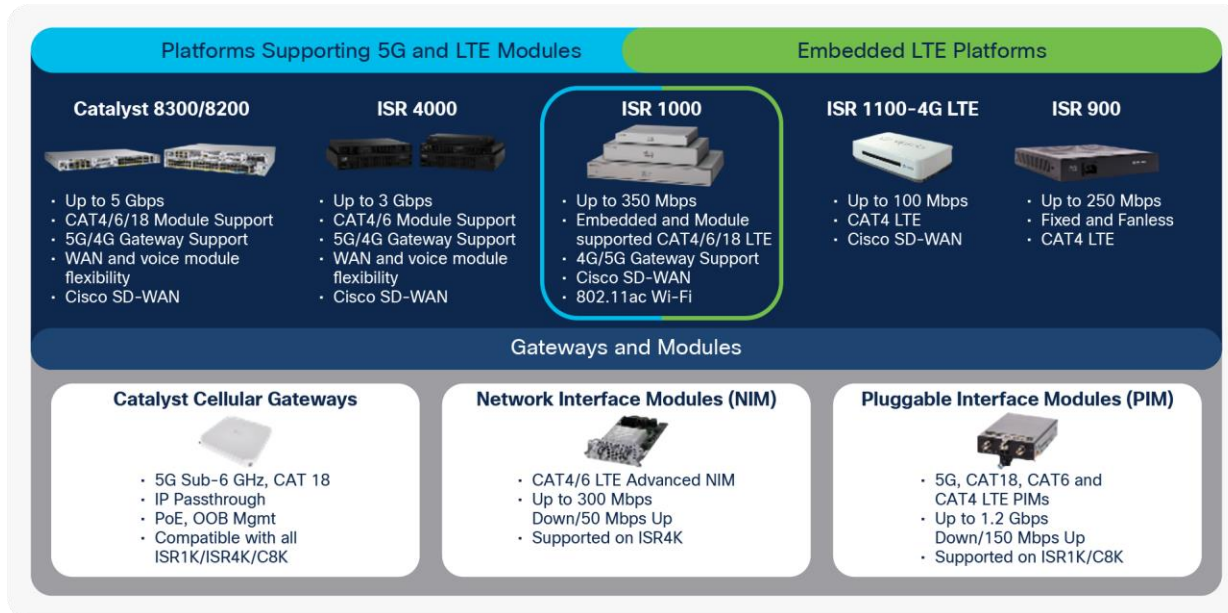 Platforms Supporting 5G and LTE Modules
Embedded LTE Platforms
Catalyst 8300/8200
· Up to 5 Gbps
· CAT4/6/18 Module Support
· 5G/4G Gateway Support
· WAN and voice module
flexibility
· Cisco SD-WAN
ISR 4000
· Up to 3 Gbps
· CAT4/6 Module Support
· 5G/4G Gateway Support
· WAN and voice module
flexibility
· Cisco SD-WAN
ISR 1000
· Up to 350 Mbps
· Embedded and Module
supported CAT4/6/18 LTE
· 4G/5G Gateway Support
· Cisco SD-WAN
· 802.11ac Wi-Fi
ISR 1100-4G LTE
· Up to 100 Mbps
· CAT4 LTE
· Cisco SD-WAN
ISR 900
· Up to 250 Mbps
· Fixed and Fanless
· CAT4 LTE
Gateways and Modules
Catalyst Cellular Gateways
· 5G Sub-6 GHz, CAT 18
· IP Passthrough
· PoE, OOB Mgmt
· Compatible with all
ISR1K/ISR4K/C8K
Network Interface Modules (NIM)
· CAT4/6 LTE Advanced NIM
· Up to 300 Mbps
Down/50 Mbps Up
· Supported on ISR4K
Pluggable Interface Modules (PIM)
· 5G, CAT18, CAT6 and
CAT4 LTE PIMs
· Up to 1.2 Gbps
Down/150 Mbps Up
· Supported on ISR1K/C8K